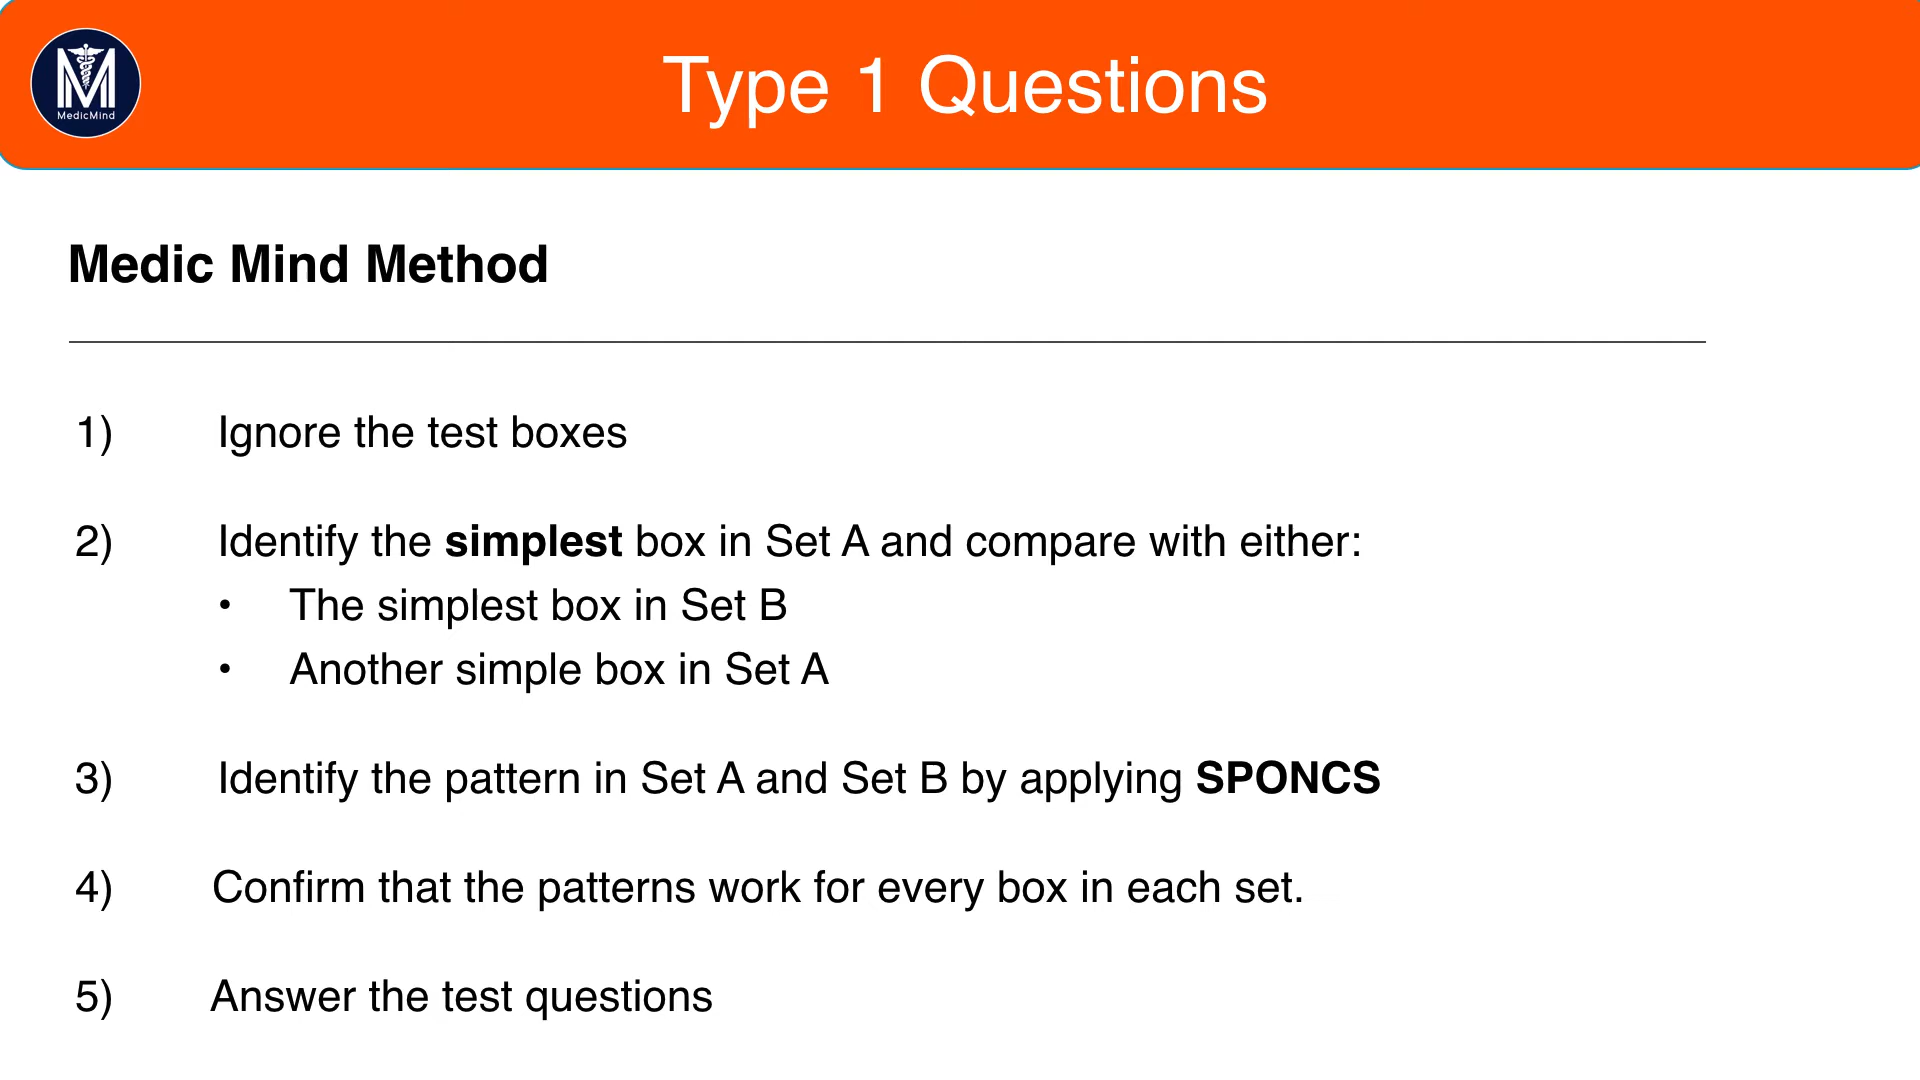 MedicMind
Type 1 Questions
Medic Mind Method
1) Ignore the test boxes
2) Identify the simplest box in Set A and compare with either:
• The simplest box in Set B
• Another simple box in Set A
3) Identify the pattern in Set A and Set B by applying SPONCS
4) Confirm that the patterns work for every box in each set.
5) Answer the test questions